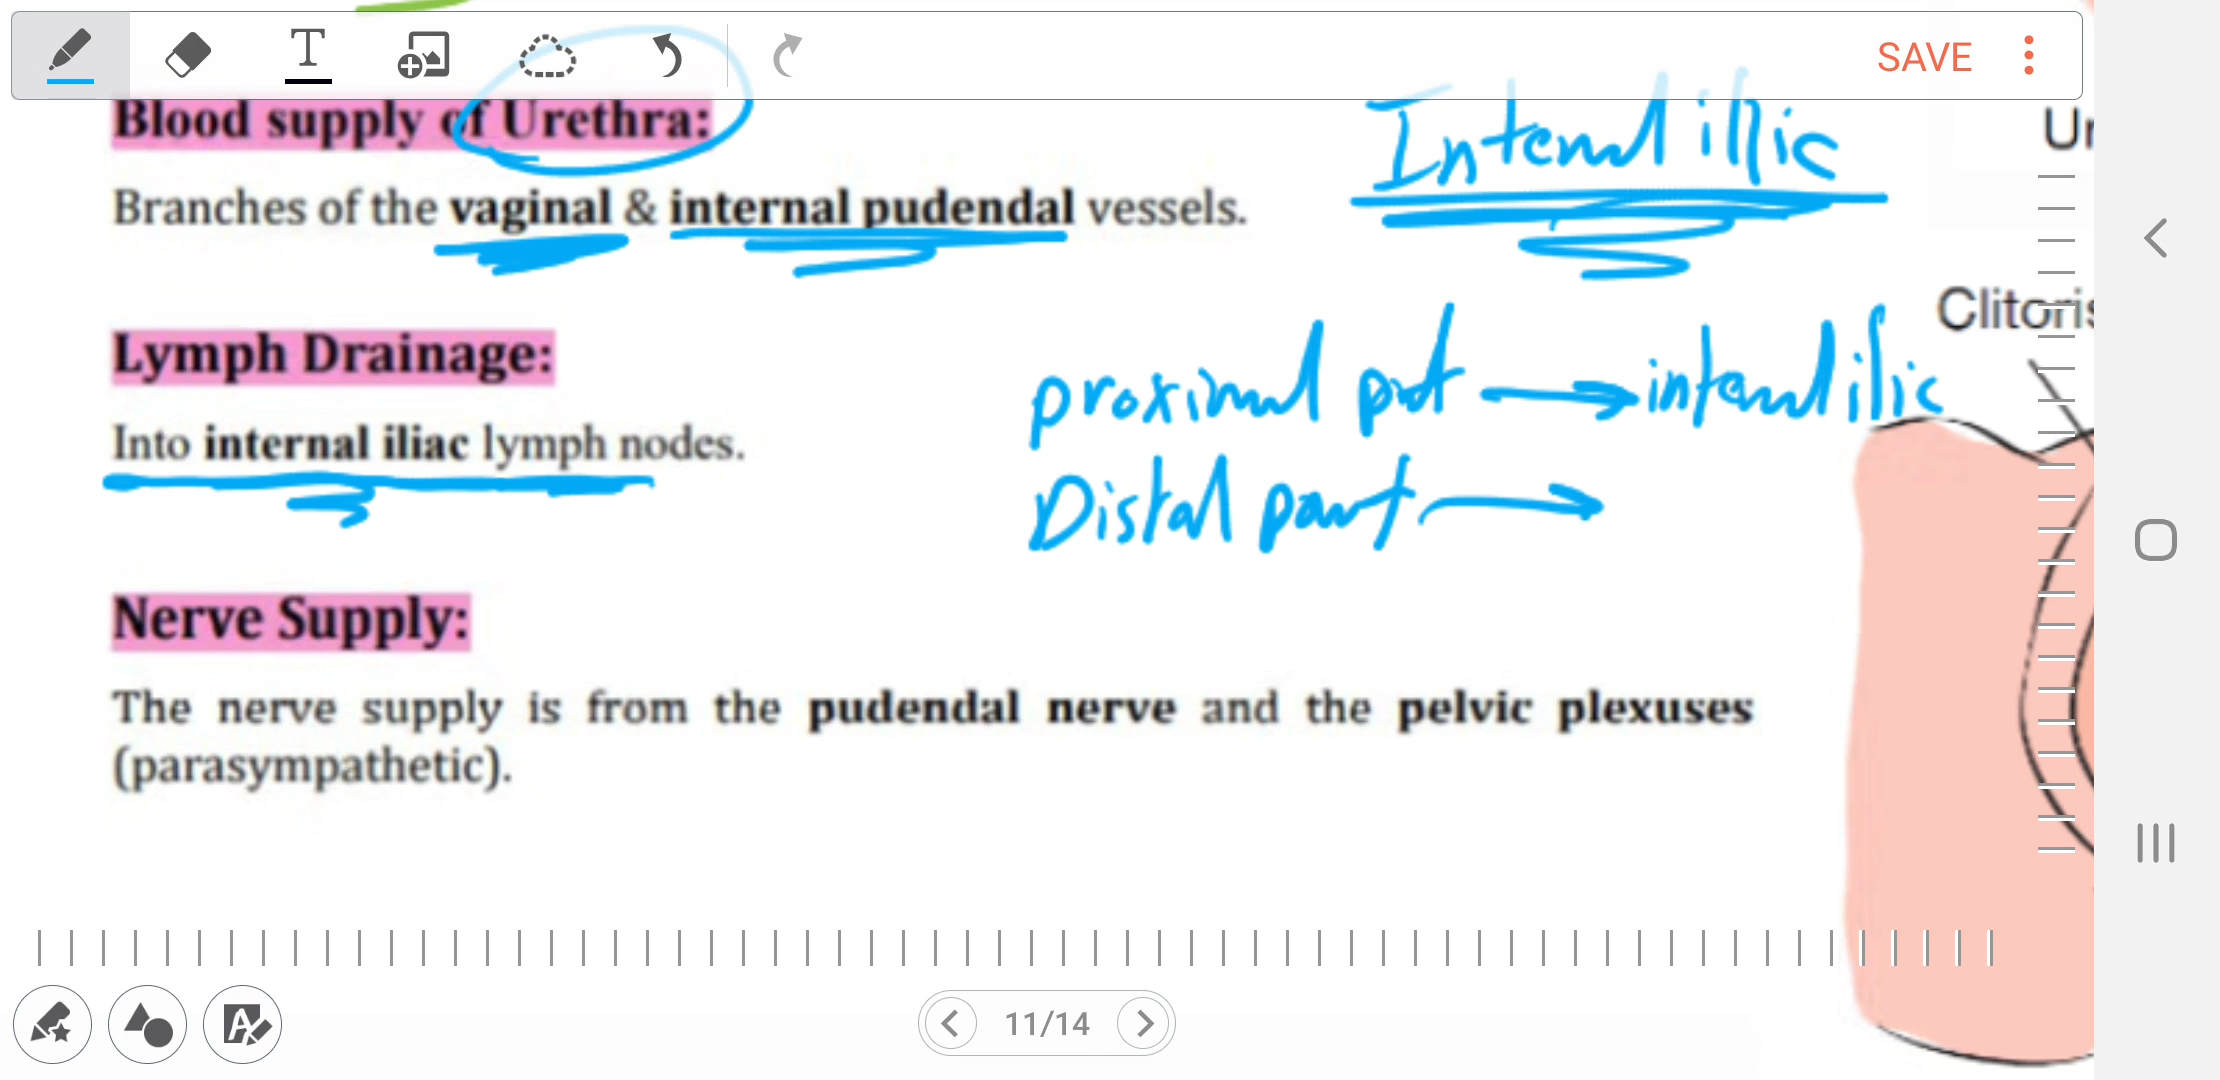 T
SAVE
Blood supply of Urethra:
Internal illic
Ur
Branches of the vaginal & internal pudendal vessels.
Clitoris
Lymph Drainage:
proximal part → internal ilic
Into internal iliac lymph nodes.
Distal part →
Nerve Supply:
The nerve supply is from the pudendal nerve and the pelvic plexuses
(parasympathetic).
11/14